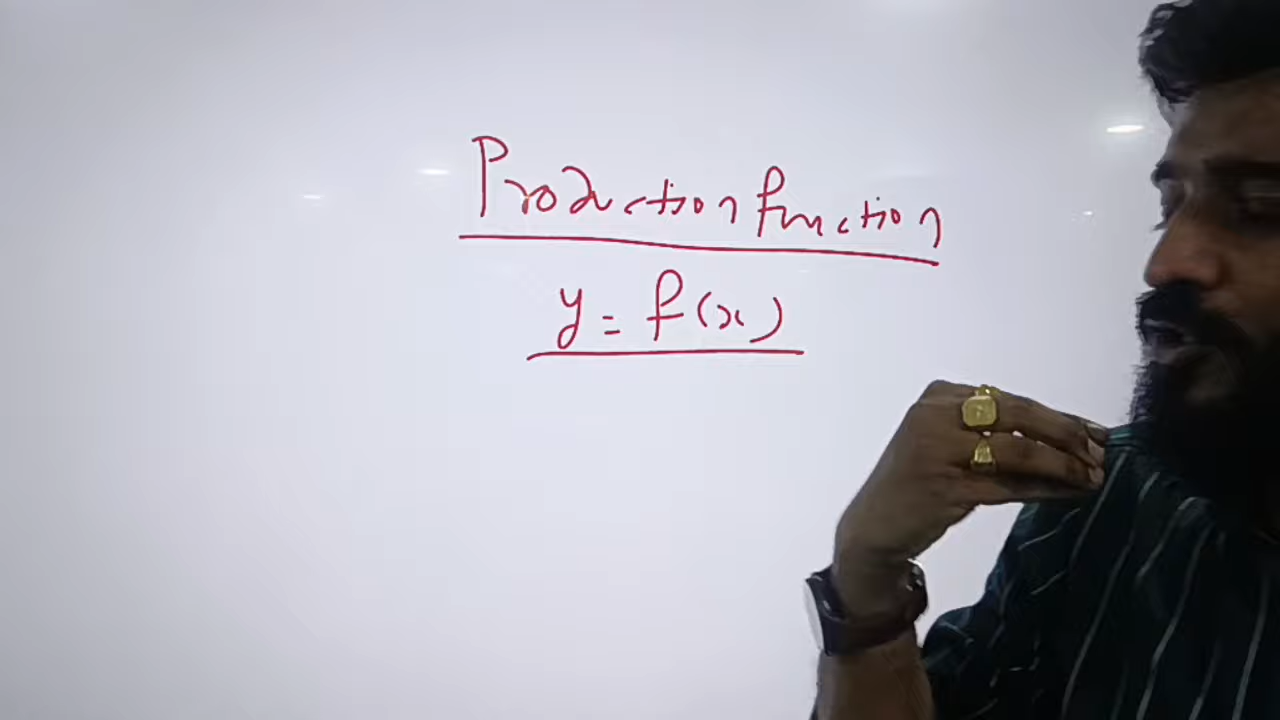 Production function
y = f(x)